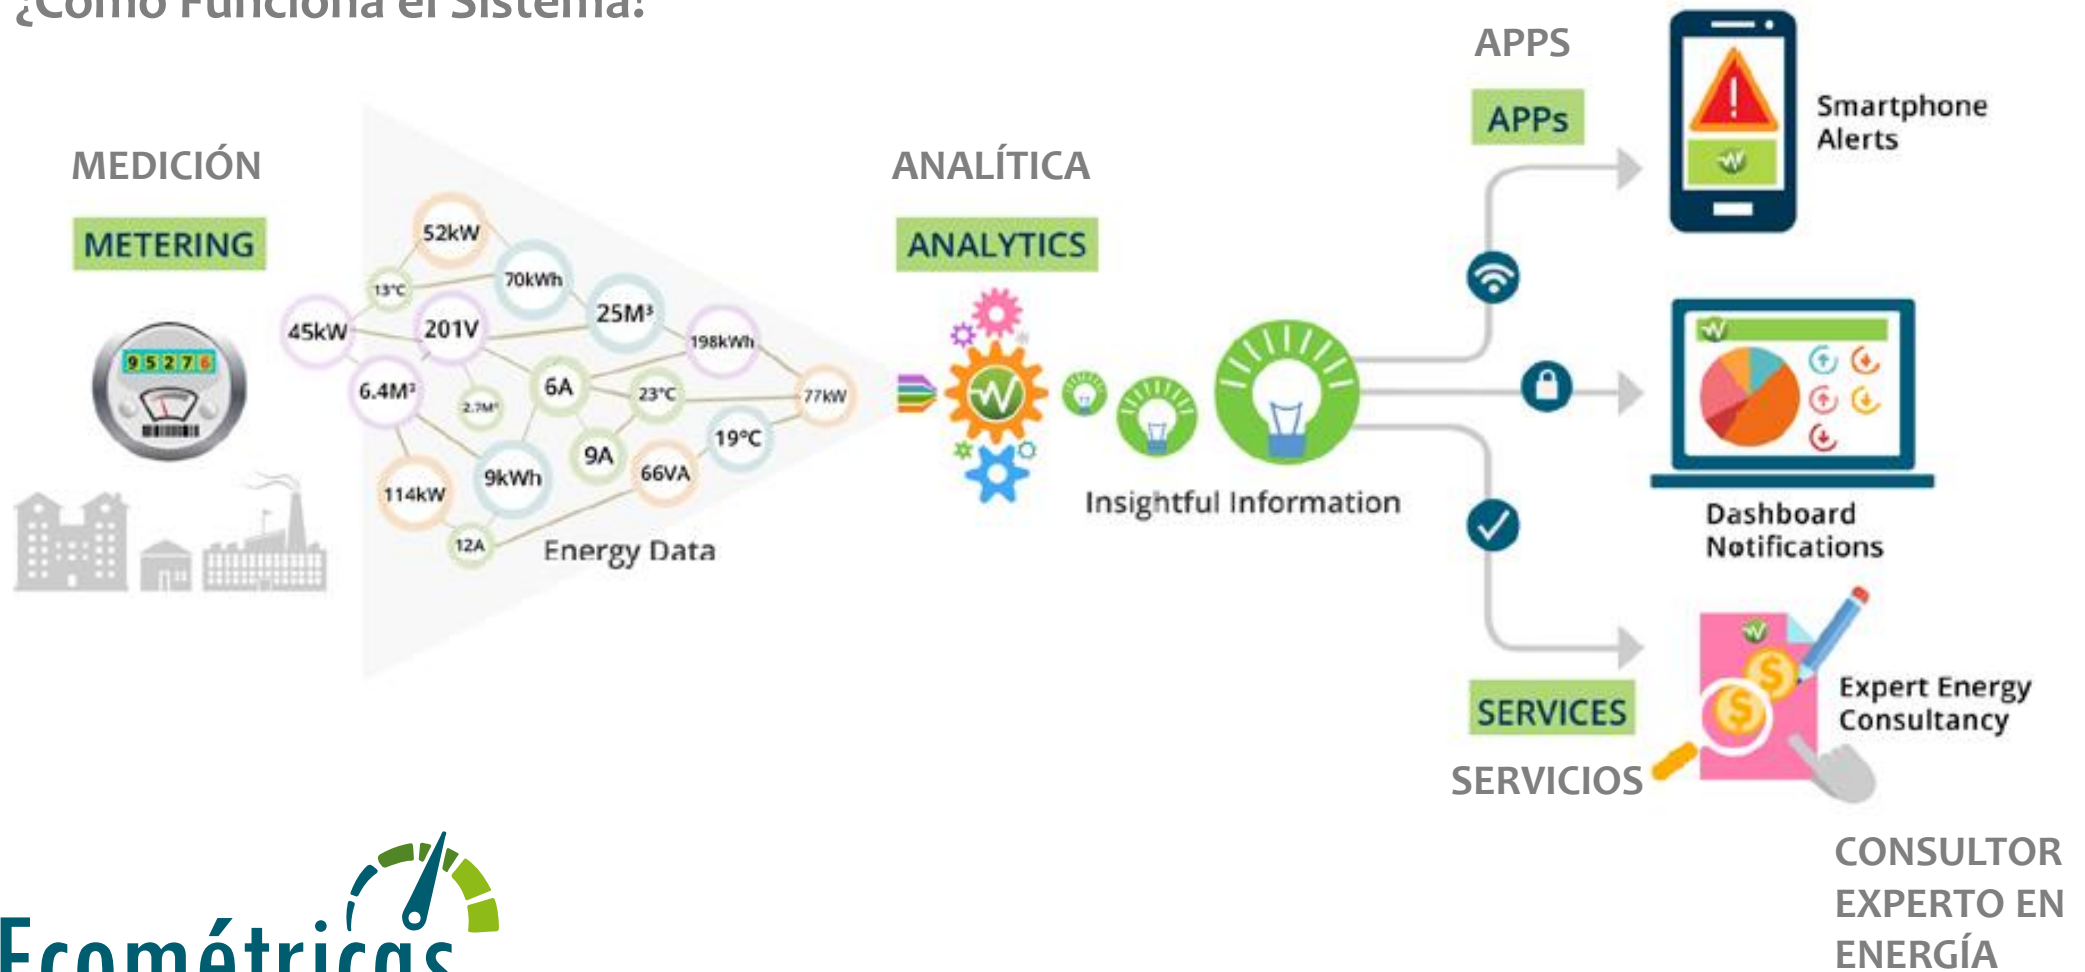 ¿Cómo Funciona el Sistema?
MEDICIÓN
METERING
95276
52kW
13°C
70kWh
45kW
201V
25M³
198kWh
6.4M³
2.7M³
6A
23°C
77kW
9A
19°C
114kW
9kWh
66VA
12A
Energy Data
ANALÍTICA
ANALYTICS
Insightful Information
APPS
APPs
Smartphone
Alerts
Dashboard
Notifications
SERVICES
SERVICIOS
Expert Energy
Consultancy
CONSULTOR
EXPERTO EN
ENERGÍA
Ecométricas